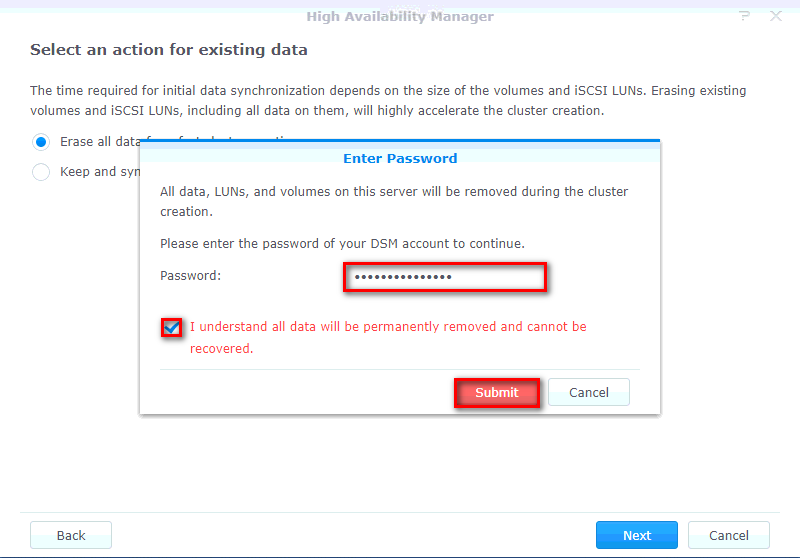 High Availability Manager
Select an action for existing data
The time required for initial data synchronization depends on the size of the volumes and iSCSI LUNs. Erasing existing
volumes and iSCSI LUNs, including all data on them, will highly accelerate the cluster creation.
Erase all data
Keep and
Enter Password
All data, LUNs, and volumes on this server will be removed during the cluster
creation.
Please enter the password of your DSM account to continue.
Password: •••••••••••••••
I understand all data will be permanently removed and cannot be
recovered.
Submit Cancel
Back Next Cancel